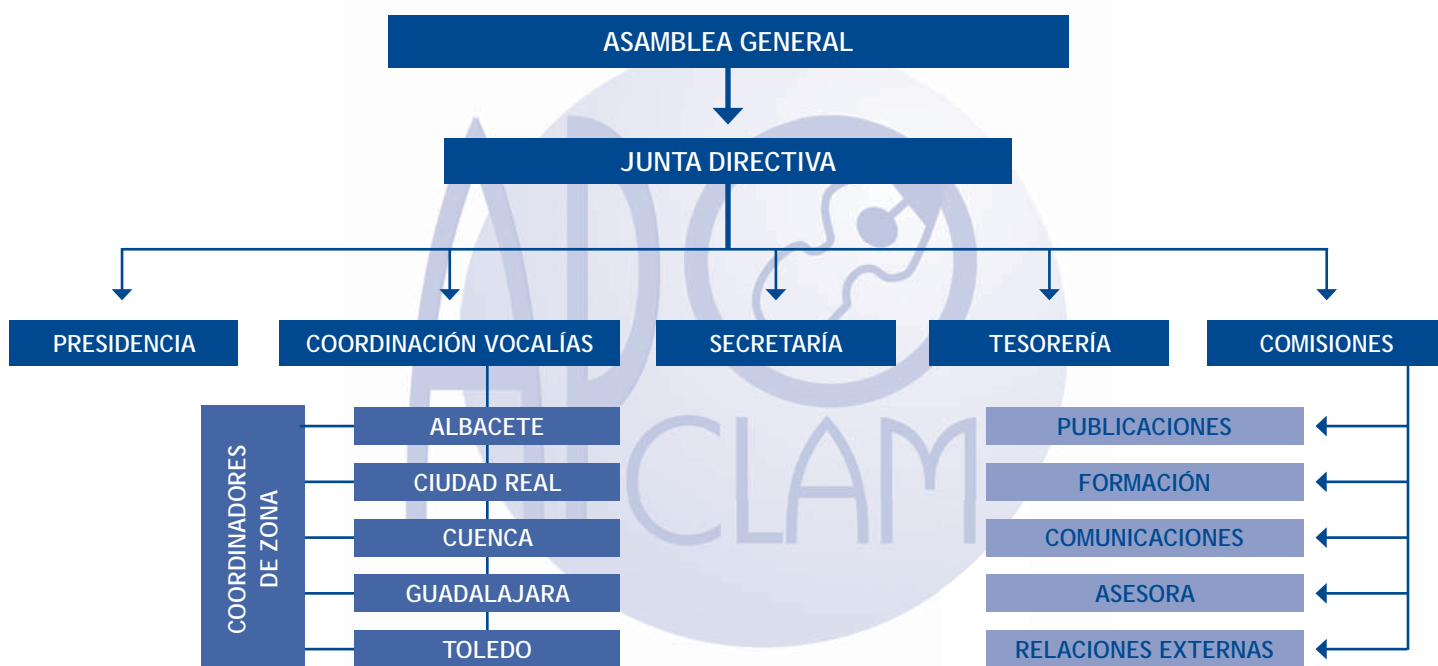 ASAMBLEA GENERAL
JUNTA DIRECTIVA
PRESIDENCIA
COORDINACIÓN VOCALÍAS
SECRETARÍA
TESORERÍA
COMISIONES
COORDINADORES
DE ZONA
ALBACETE
CIUDAD REAL
CUENCA
GUADALAJARA
TOLEDO
PUBLICACIONES
FORMACIÓN
COMUNICACIONES
ASESORA
RELACIONES EXTERNAS
APO
CLAM